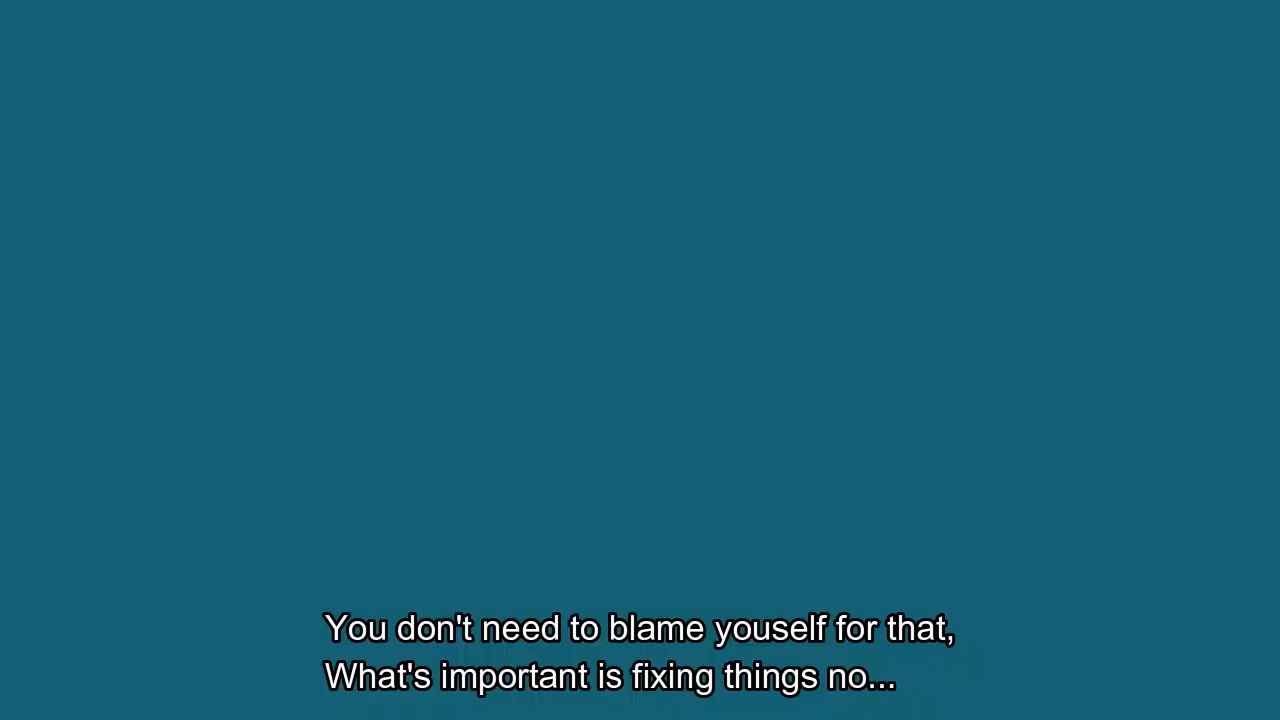 You don't need to blame youself for that,
What's important is fixing things no...